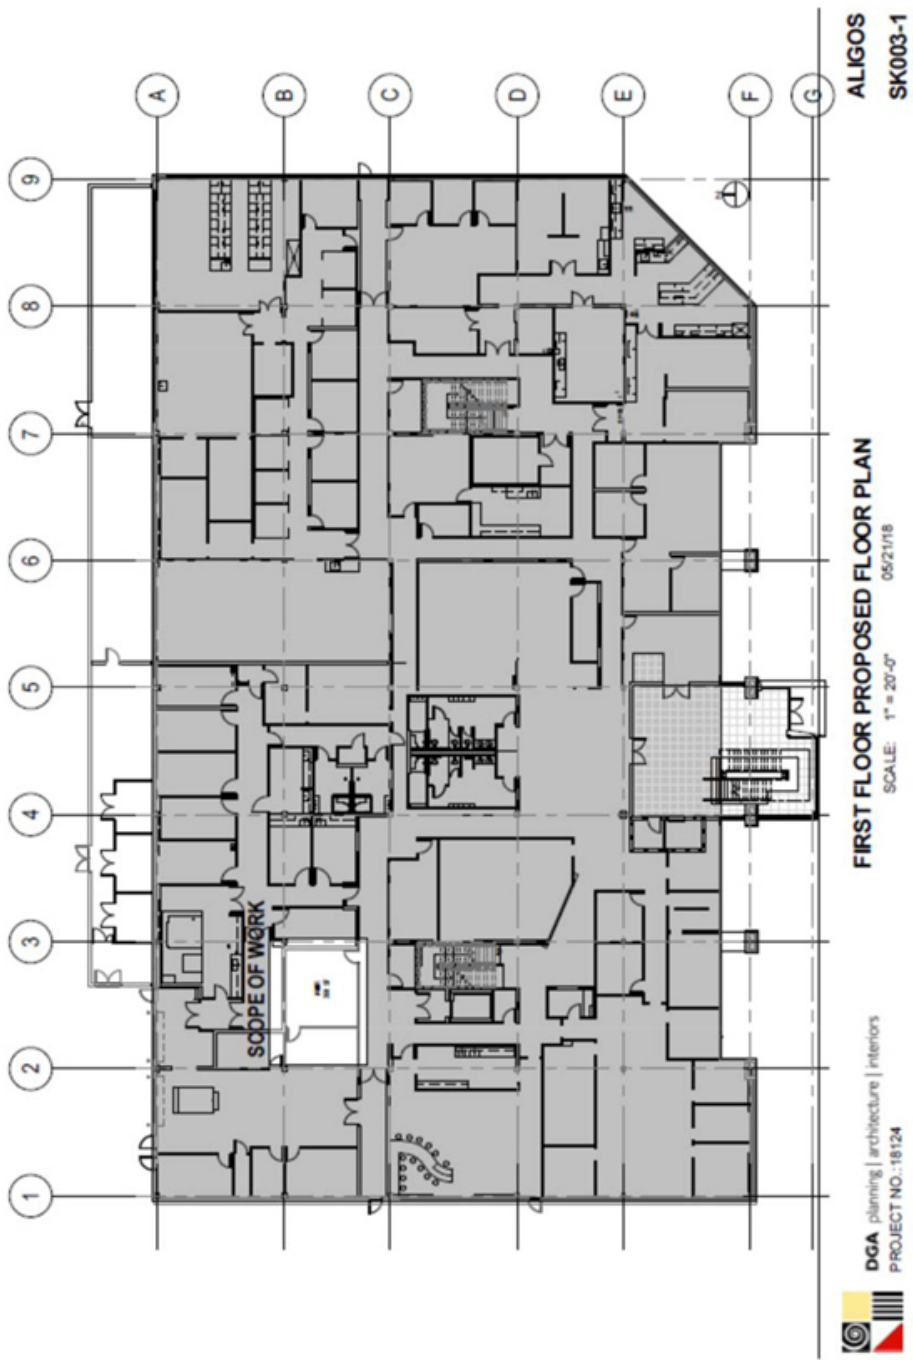 1
2
3
4
5
6
7
8
9
A
B
C
D
E
F
G
SCOPE OF WORK
FIRST FLOOR PROPOSED FLOOR PLAN
SCALE: 1" = 20'-0" 05/21/18
DGA planning | architecture | interiors
PROJECT NO.:18124
ALIGOS
SK003-1